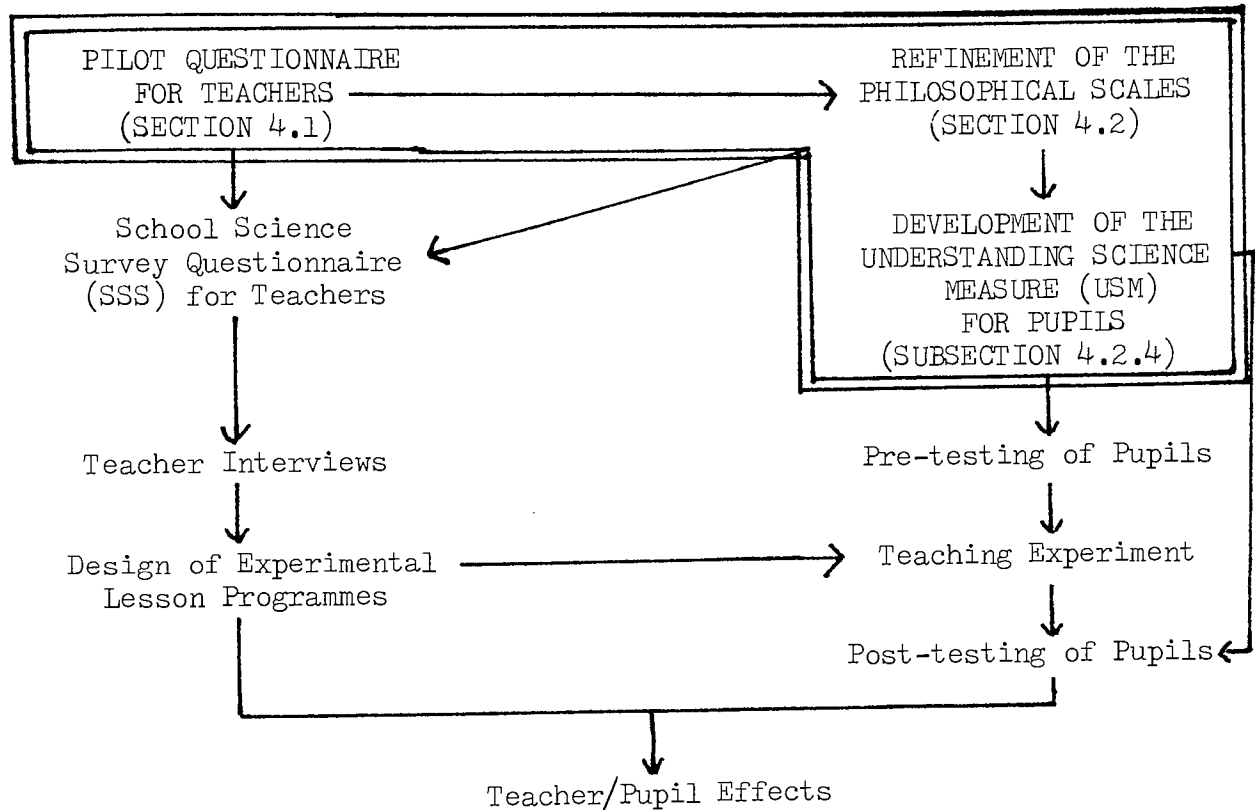 PILOT QUESTIONNAIRE
FOR TEACHERS
(SECTION 4.1)
REFINEMENT OF THE
PHILOSOPHICAL SCALES
(SECTION 4.2)
School Science
Survey Questionnaire
(SSS) for Teachers
DEVELOPMENT OF THE
UNDERSTANDING SCIENCE
MEASURE (USM)
FOR PUPILS
(SUBSECTION 4.2.4)
Teacher Interviews
Pre-testing of Pupils
Design of Experimental
Lesson Programmes
Teaching Experiment
Post-testing of Pupils
Teacher/Pupil Effects